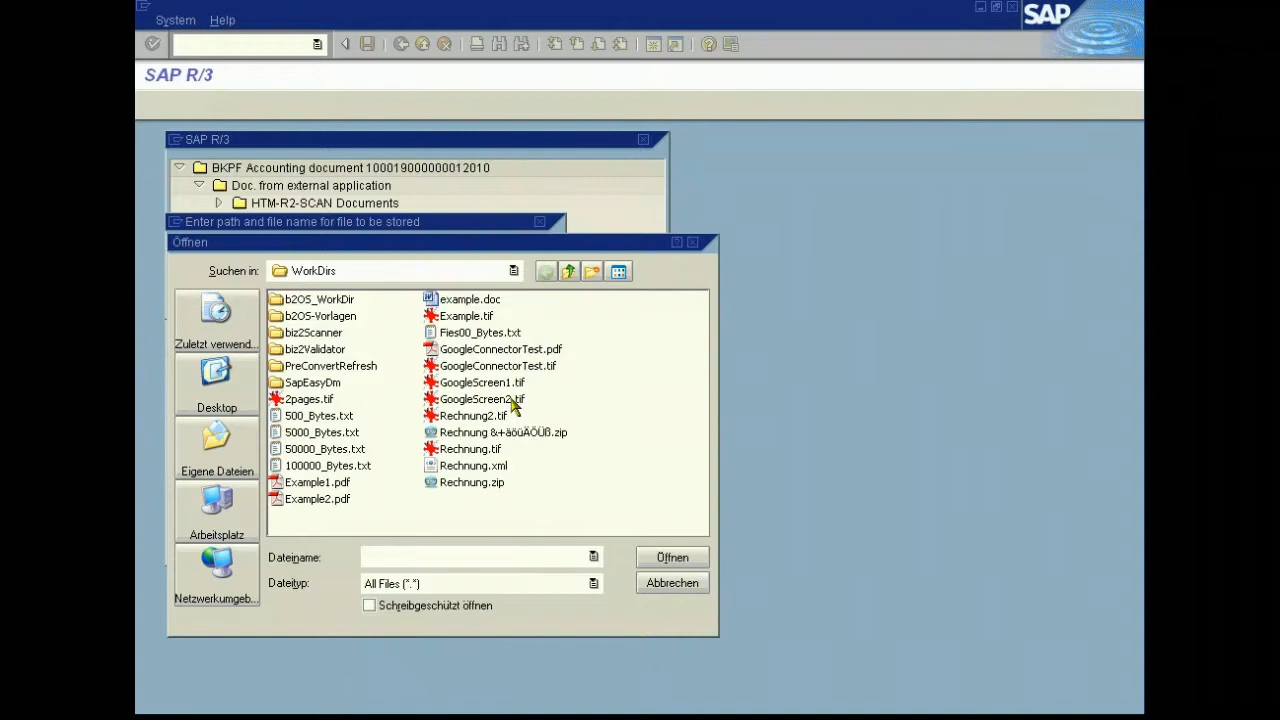 System Help
SAP
SAP R/3
SAP R/3
BKPF Accounting document 100019000000012010
Doc. from external application
HTM-R2-SCAN Documents
Enter path and file name for file to be stored
Öffnen
Suchen in: WorkDirs
Zuletzt verwend...
Desktop
Eigene Dateien
Arbeitsplatz
Netzwerkumgeb...
b2OS_WorkDir
b2OS-Vorlagen
biz2Scanner
biz2Validator
PreConvertRefresh
SapEasyDm
2pages.tif
500_Bytes.txt
5000_Bytes.txt
50000_Bytes.txt
100000_Bytes.txt
Example1.pdf
Example2.pdf
example.doc
Example.tif
Fies00_Bytes.txt
GoogleConnectorTest.pdf
GoogleConnectorTest.tif
GoogleScreen1.tif
GoogleScreen2.tif
Rechnung2.tif
Rechnung &+äöüÄÖÜß.zip
Rechnung.tif
Rechnung.xml
Rechnung.zip
Dateiname:
Öffnen
Dateityp: All Files (*.*)
Abbrechen
Schreibgeschützt öffnen